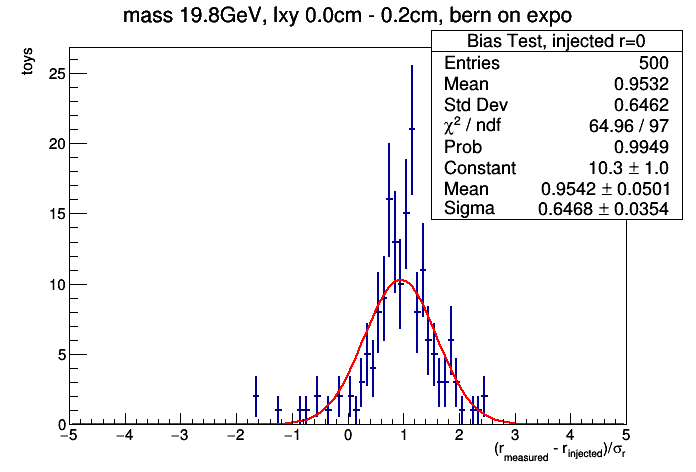 mass 19.8GeV, lxy 0.0cm - 0.2cm, bern on expo
Bias Test, injected r=0
Entries 500
Mean 0.9532
Std Dev 0.6462
χ² / ndf 64.96 / 97
Prob 0.9949
Constant 10.3 ± 1.0
Mean 0.9542 ± 0.0501
Sigma 0.6468 ± 0.0354
toys
25
20
15
10
5
0
−5 −4 −3 −2 −1 0 1 2 3 4 5
(r_measured - r_injected)/σ_r